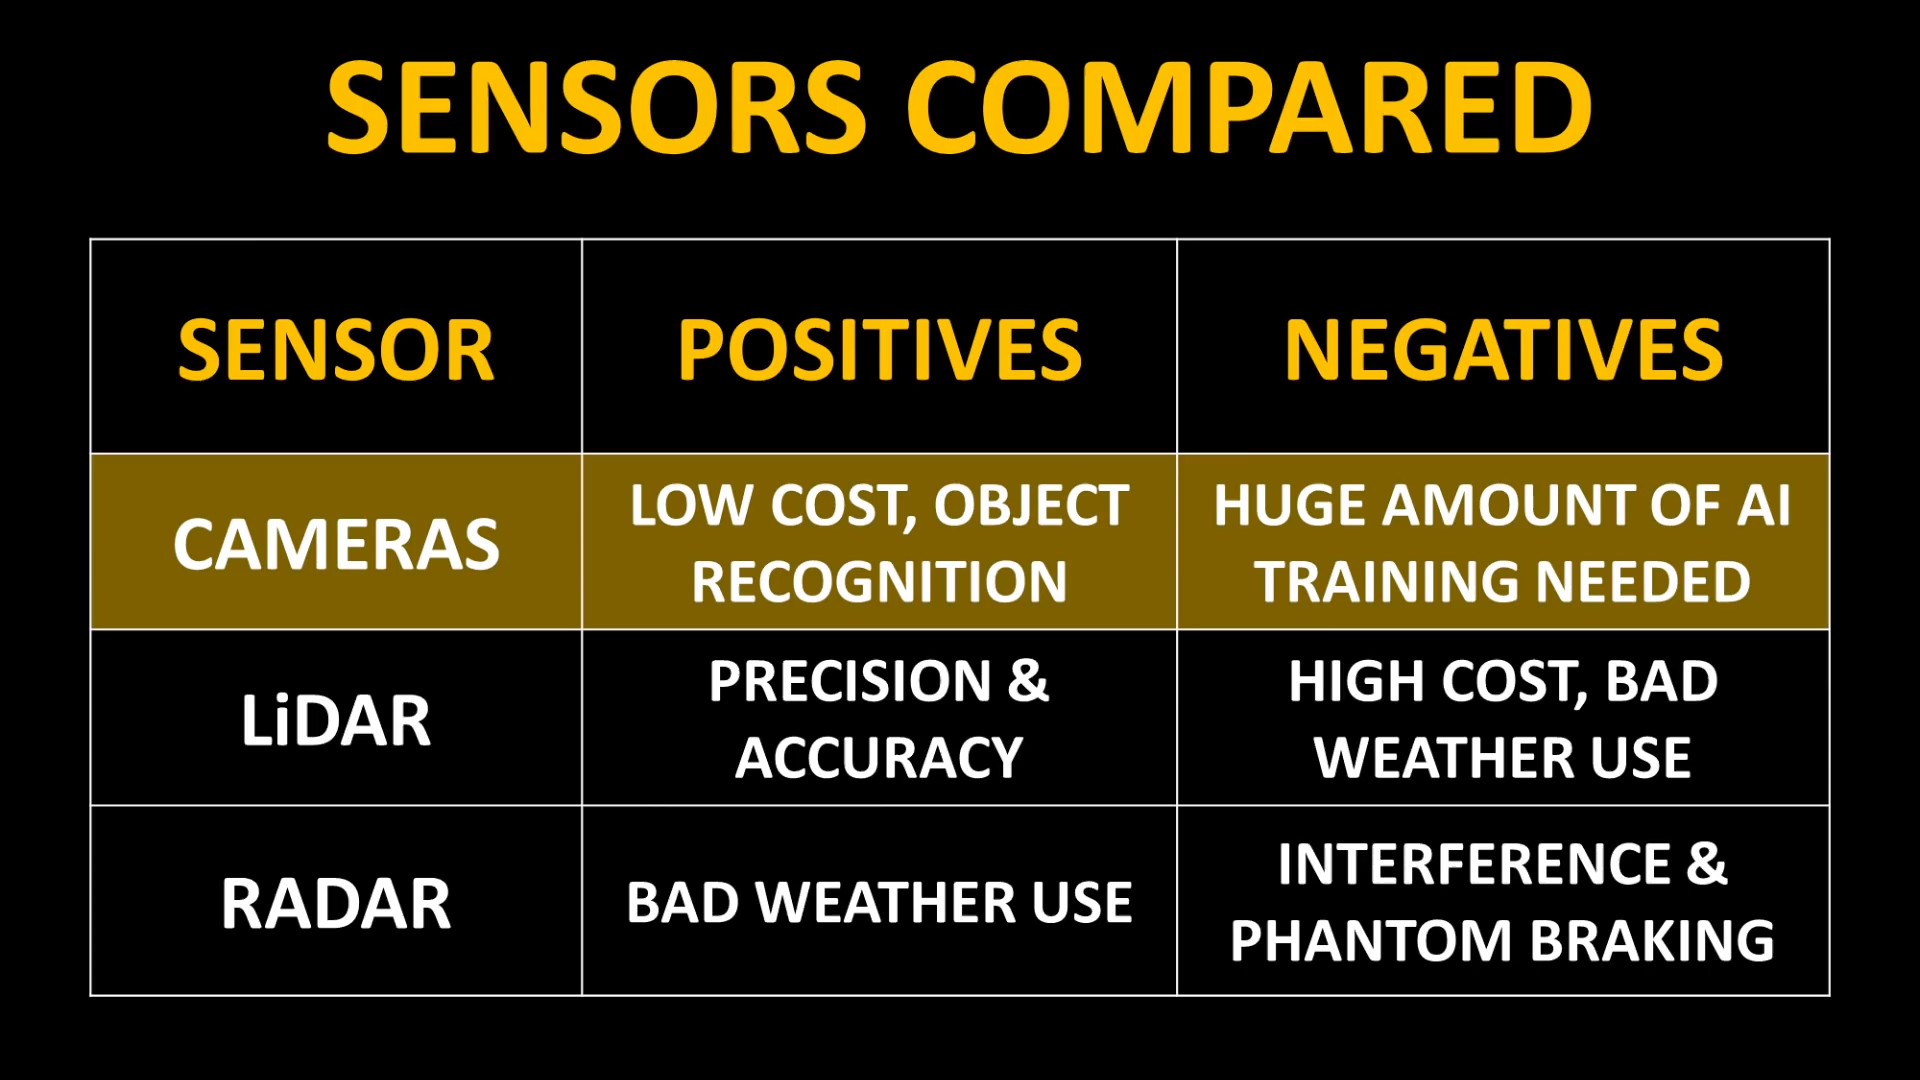 SENSORS COMPARED
SENSOR
POSITIVES
NEGATIVES
CAMERAS
LOW COST, OBJECT
RECOGNITION
HUGE AMOUNT OF AI
TRAINING NEEDED
LiDAR
PRECISION &
ACCURACY
HIGH COST, BAD
WEATHER USE
RADAR
BAD WEATHER USE
INTERFERENCE &
PHANTOM BRAKING